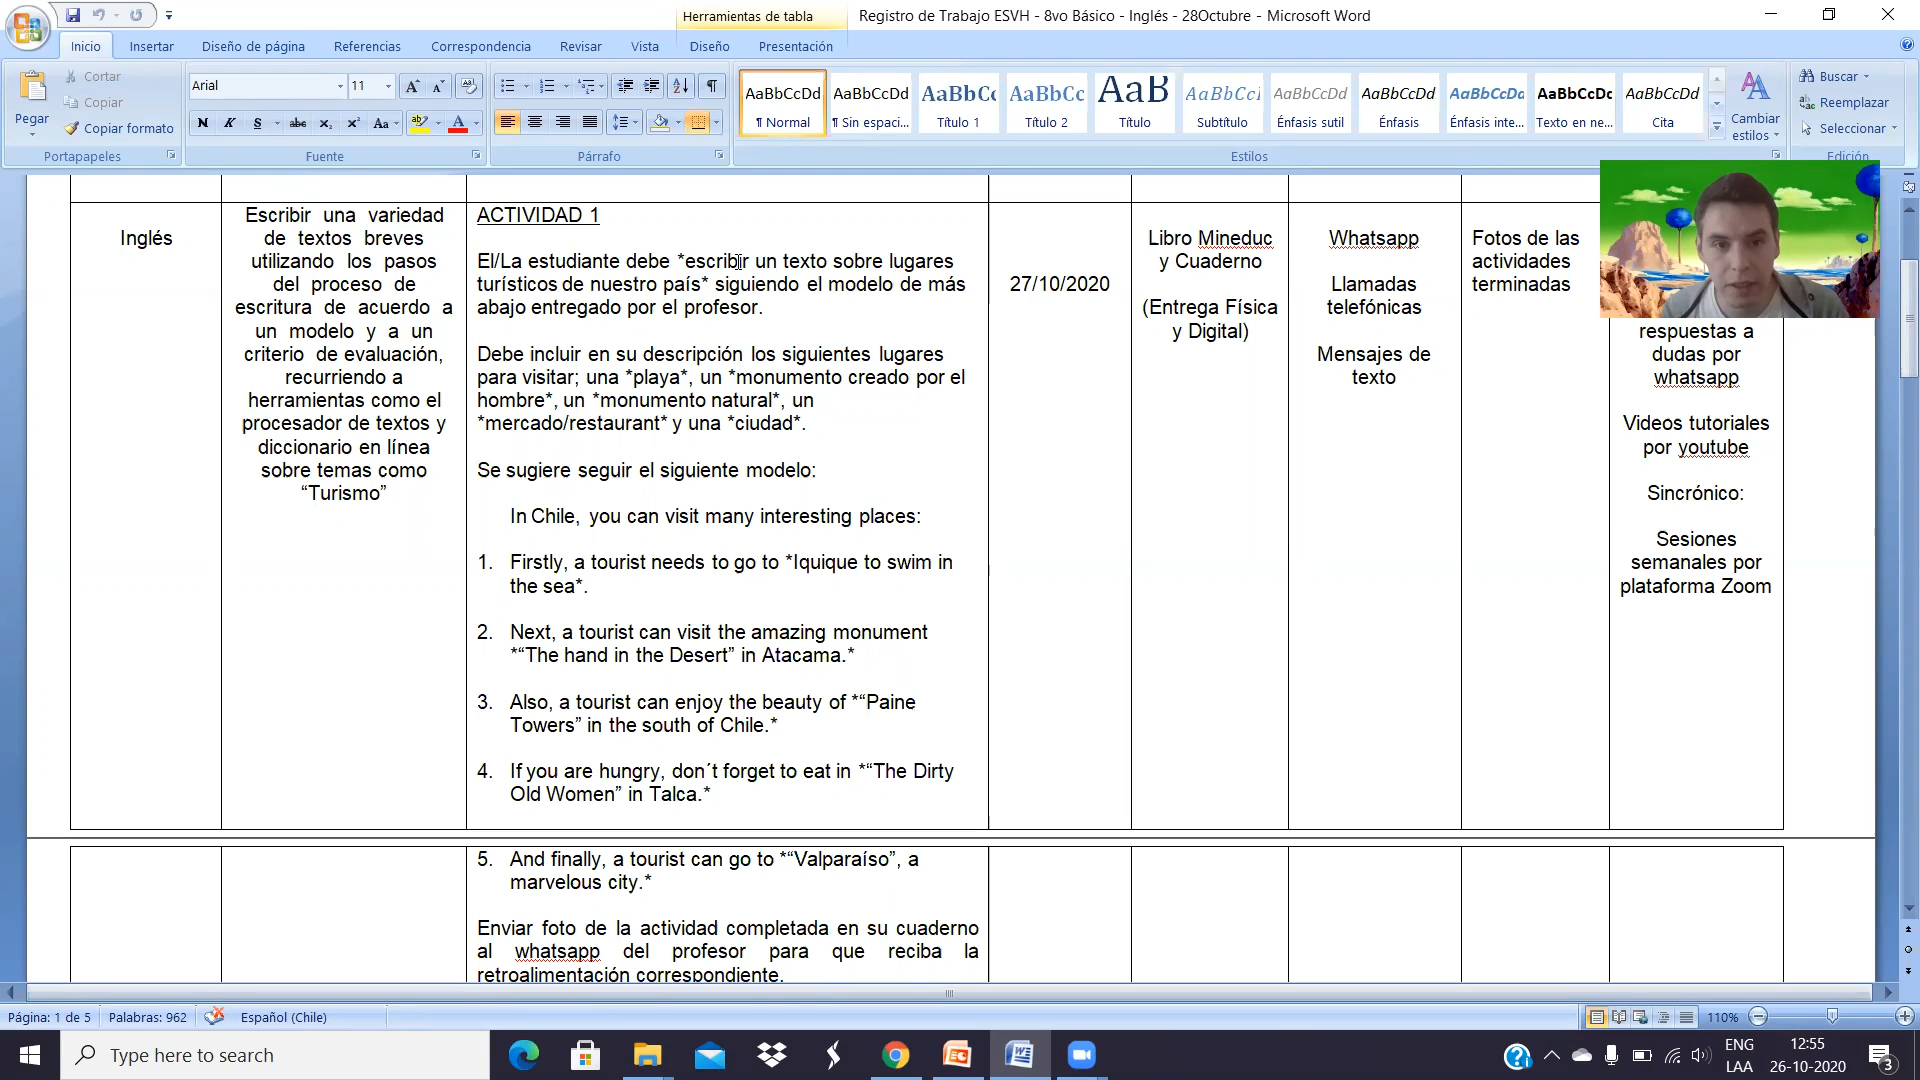 Herramientas de tabla
Registro de Trabajo ESVH - 8vo Básico - Inglés - 28Octubre - Microsoft Word
Inicio
Insertar
Diseño de página
Referencias
Correspondencia
Revisar
Vista
Diseño
Presentación
Pegar
Cortar
Copiar
Copiar formato
Portapapeles
Arial
11
N K S abc x₂ x² Aa
Fuente
Párrafo
AaBbCcDd
¶ Normal
AaBbCcDd
¶ Sin espaci...
AaBbCc
Título 1
AaBbCc
Título 2
AaB
Título
AaBbCcI
Subtítulo
AaBbCcDd
Énfasis sutil
AaBbCcDd
Énfasis
AaBbCcDd
Énfasis inte...
AaBbCcDc
Texto en ne...
AaBbCcDd
Cita
Cambiar
estilos
Estilos
Buscar
Reemplazar
Seleccionar
Edición
Inglés
Escribir una variedad
de textos breves
utilizando los pasos
del proceso de
escritura de acuerdo a
un modelo y a un
criterio de evaluación,
recurriendo a
herramientas como el
procesador de textos y
diccionario en línea
sobre temas como
“Turismo”
ACTIVIDAD 1
El/La estudiante debe *escribir un texto sobre lugares
turísticos de nuestro país* siguiendo el modelo de más
abajo entregado por el profesor.
Debe incluir en su descripción los siguientes lugares
para visitar; una *playa*, un *monumento creado por el
hombre*, un *monumento natural*, un
*mercado/restaurant* y una *ciudad*.
Se sugiere seguir el siguiente modelo:
In Chile, you can visit many interesting places:
1. Firstly, a tourist needs to go to *Iquique to swim in
the sea*.
2. Next, a tourist can visit the amazing monument
*“The hand in the Desert” in Atacama.*
3. Also, a tourist can enjoy the beauty of *“Paine
Towers” in the south of Chile.*
4. If you are hungry, don´t forget to eat in *“The Dirty
Old Women” in Talca.*
5. And finally, a tourist can go to *“Valparaíso”, a
marvelous city.*
Enviar foto de la actividad completada en su cuaderno
al whatsapp del profesor para que reciba la
retroalimentación correspondiente.
27/10/2020
Libro Mineduc
y Cuaderno
(Entrega Física
y Digital)
Whatsapp
Llamadas
telefónicas
Mensajes de
texto
Fotos de las
actividades
terminadas
respuestas a
dudas por
whatsapp
Videos tutoriales
por youtube
Sincrónico:
Sesiones
semanales por
plataforma Zoom
Página: 1 de 5
Palabras: 962
Español (Chile)
110%
Type here to search
ENG
LAA
12:55
26-10-2020
3